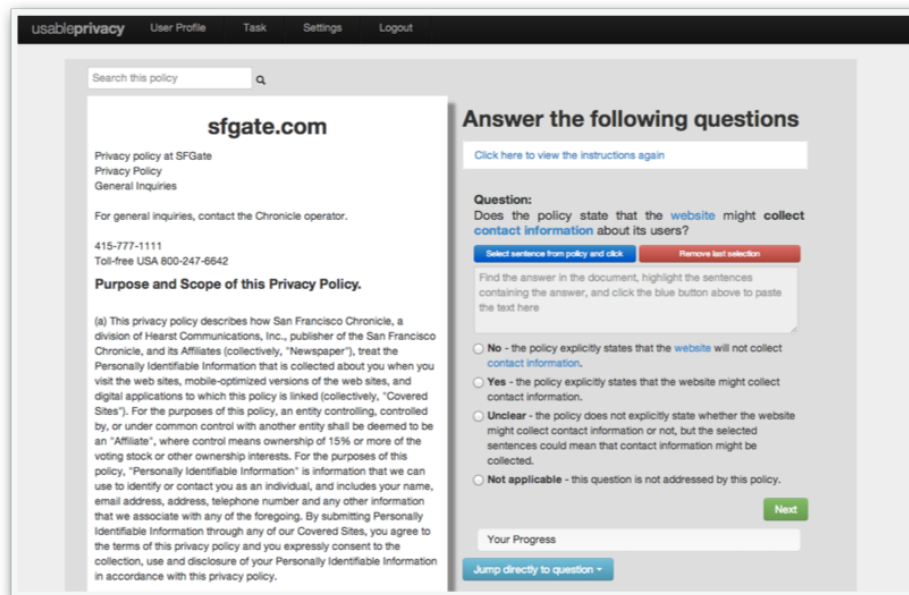 usableprivacy User Profile Task Settings Logout
Search this policy
sfgate.com
Privacy policy at SFGate
Privacy Policy
General Inquiries
For general inquiries, contact the Chronicle operator.
415-777-1111
Toll-free USA 800-247-6642
Purpose and Scope of this Privacy Policy.
(a) This privacy policy describes how San Francisco Chronicle, a
division of Hearst Communications, Inc., publisher of the San Francisco
Chronicle, and its Affiliates (collectively, "Newspaper"), treat the
Personally Identifiable Information that is collected about you when you
visit the web sites, mobile-optimized versions of the web sites, and
digital applications to which this policy is linked (collectively, "Covered
Sites"). For the purposes of this policy, an entity controlling, controlled
by, or under common control with another entity shall be deemed to be
an "Affiliate", where control means ownership of 15% or more of the
voting stock or other ownership interests. For the purposes of this
policy, "Personally Identifiable Information" is information that we can
use to identify or contact you as an individual, and includes your name,
email address, address, telephone number and any other information
that we associate with any of the foregoing. By submitting Personally
Identifiable Information through any of our Covered Sites, you agree to
the terms of this privacy policy and you expressly consent to the
collection, use and disclosure of your Personally Identifiable Information
in accordance with this privacy policy.
Answer the following questions
Click here to view the instructions again
Question:
Does the policy state that the website might collect
contact information about its users?
Select sentence from policy and click Remove last selection
Find the answer in the document, highlight the sentences
containing the answer, and click the blue button above to paste
the text here
No - the policy explicitly states that the website will not collect
contact information.
Yes - the policy explicitly states that the website might collect
contact information.
Unclear - the policy does not explicitly state whether the website
might collect contact information or not, but the selected
sentences could mean that contact information might be
collected.
Not applicable - this question is not addressed by this policy.
Next
Your Progress
Jump directly to question